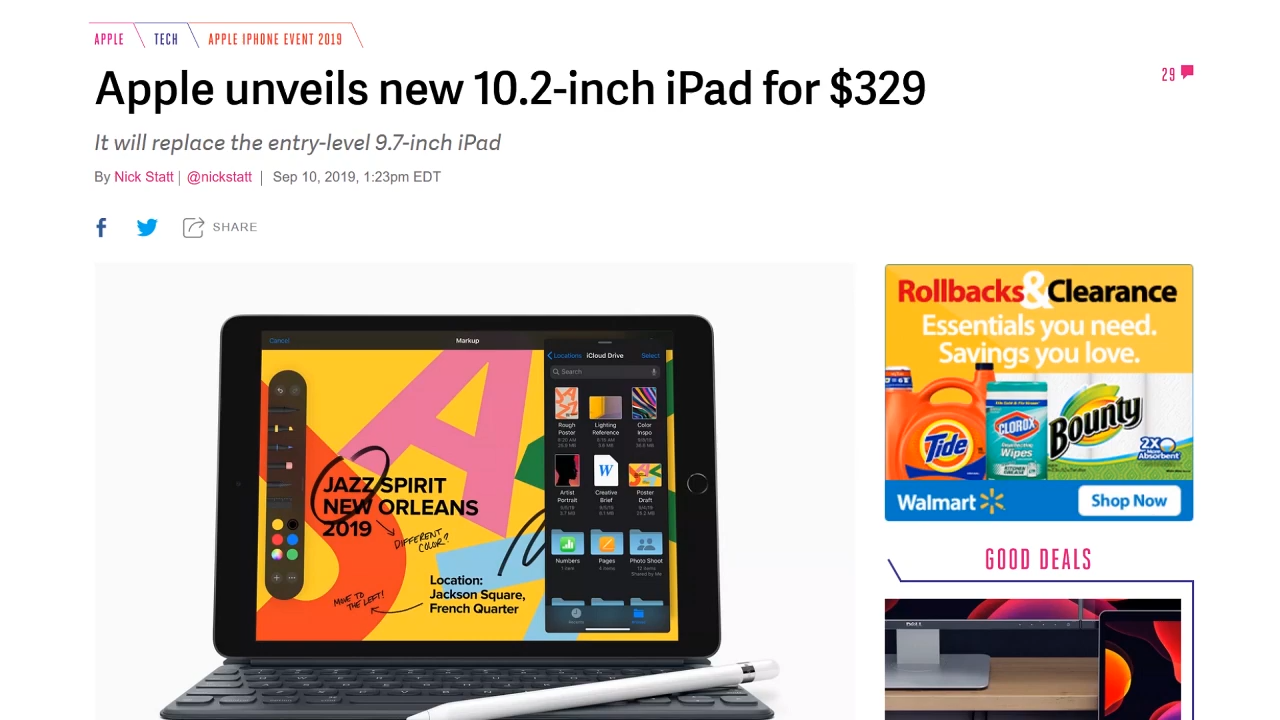 APPLE
TECH
APPLE IPHONE EVENT 2019
Apple unveils new 10.2-inch iPad for $329
29
It will replace the entry-level 9.7-inch iPad
By Nick Statt | @nickstatt | Sep 10, 2019, 1:23pm EDT
SHARE
Cancel
Markup
Locations
iCloud Drive
Select
Search
Rough Poster
Lighting Reference
Color Inspo
Artist Portrait
Creative Brief
Poster Draft
Numbers
Pages
Photo Shoot
JAZZ SPIRIT
NEW ORLEANS
2019
DIFFERENT
COLOR?
MOVE TO
THE LEFT!
Location:
Jackson Square,
French Quarter
Rollbacks & Clearance
Essentials you need.
Savings you love.
Tide
CLOROX
Wipes
Bounty
2X
Absorbent
Walmart
Shop Now
GOOD DEALS